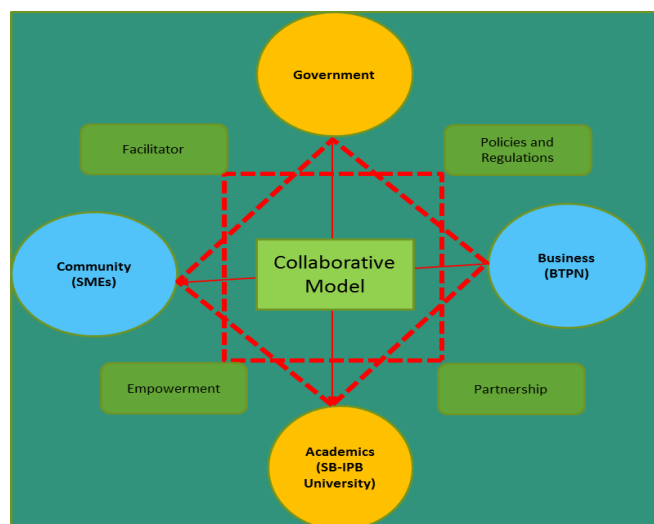 Government
Facilitator
Policies and
Regulations
Community
(SMEs)
Collaborative
Model
Business
(BTPN)
Empowerment
Partnership
Academics
(SB-IPB
University)